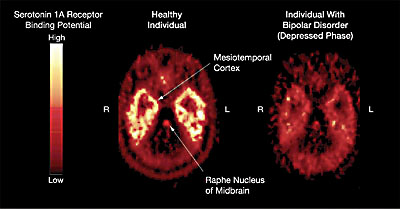 Serotonin 1A Receptor
Binding Potential
High
Low
Healthy
Individual
Individual With
Bipolar Disorder
(Depressed Phase)
Mesiotemporal
Cortex
R
L
R
L
Raphe Nucleus
of Midbrain